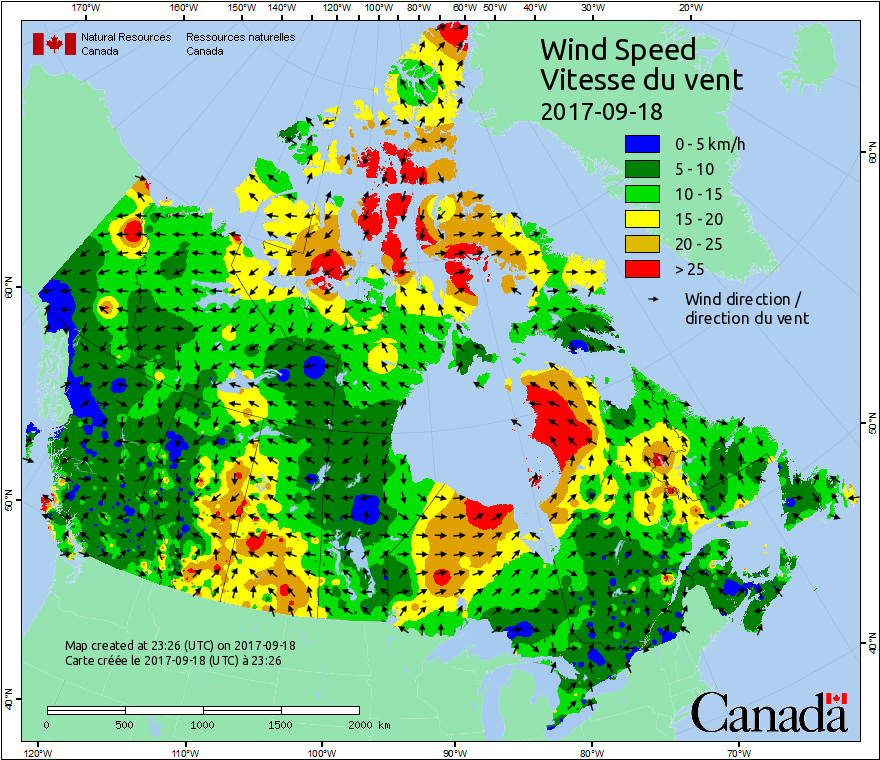 170°W 160°W 150°W 140°W 120°W 100°W 80°W 60°W 50°W 40°W 30°W 20°W
Natural Resources Ressources naturelles
Canada Canada
Wind Speed
Vitesse du vent
2017-09-18
0 - 5 km/h
5 - 10
10 - 15
15 - 20
20 - 25
> 25
Wind direction /
direction du vent
60°N
60°N
50°N
50°N
40°N
40°N
Map created at 23:26 (UTC) on 2017-09-18
Carte créée le 2017-09-18 (UTC) à 23:26
0 500 1000 1500 2000 km
Canada
120°W 110°W 100°W 90°W 80°W 70°W